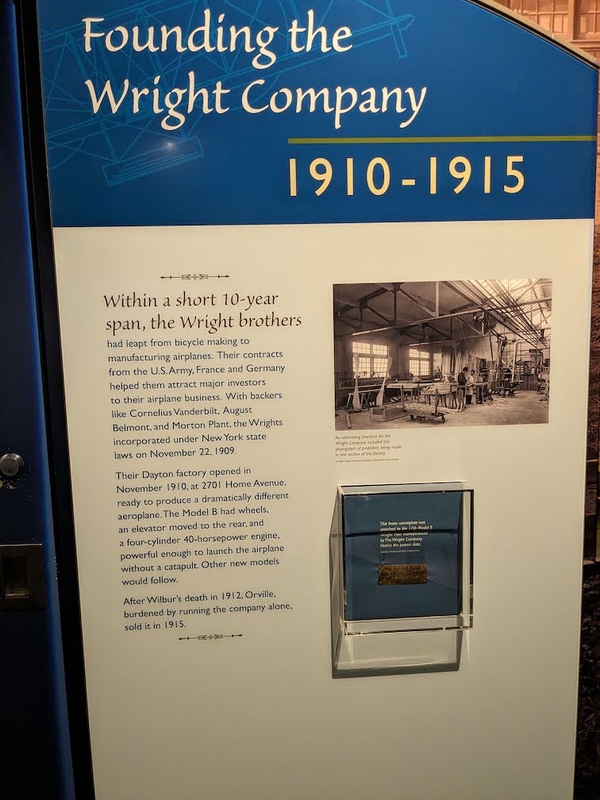 Founding the
Wright Company
1910-1915
Within a short 10-year
span, the Wright brothers
had leapt from bicycle making to
manufacturing airplanes. Their contracts
from the U.S. Army, France and Germany
helped them attract major investors
to their airplane business. With backers
like Cornelius Vanderbilt, August
Belmont, and Morton Plant, the Wrights
incorporated under New York state
laws on November 22, 1909.
Their Dayton factory opened in
November 1910, at 2701 Home Avenue,
ready to produce a dramatically different
aeroplane. The Model B had wheels,
an elevator moved to the rear, and
a four-cylinder 40-horsepower engine,
powerful enough to launch the airplane
without a catapult. Other new models
would follow.
After Wilbur's death in 1912, Orville,
burdened by running the company alone,
sold it in 1915.
An advertising brochure for the
Wright Company included this
photograph of propellers being made
in one section of the factory.
This brass nameplate was
attached to the 17th Model B
Wright Flyer manufactured
by The Wright Company.
Notice the patent date.